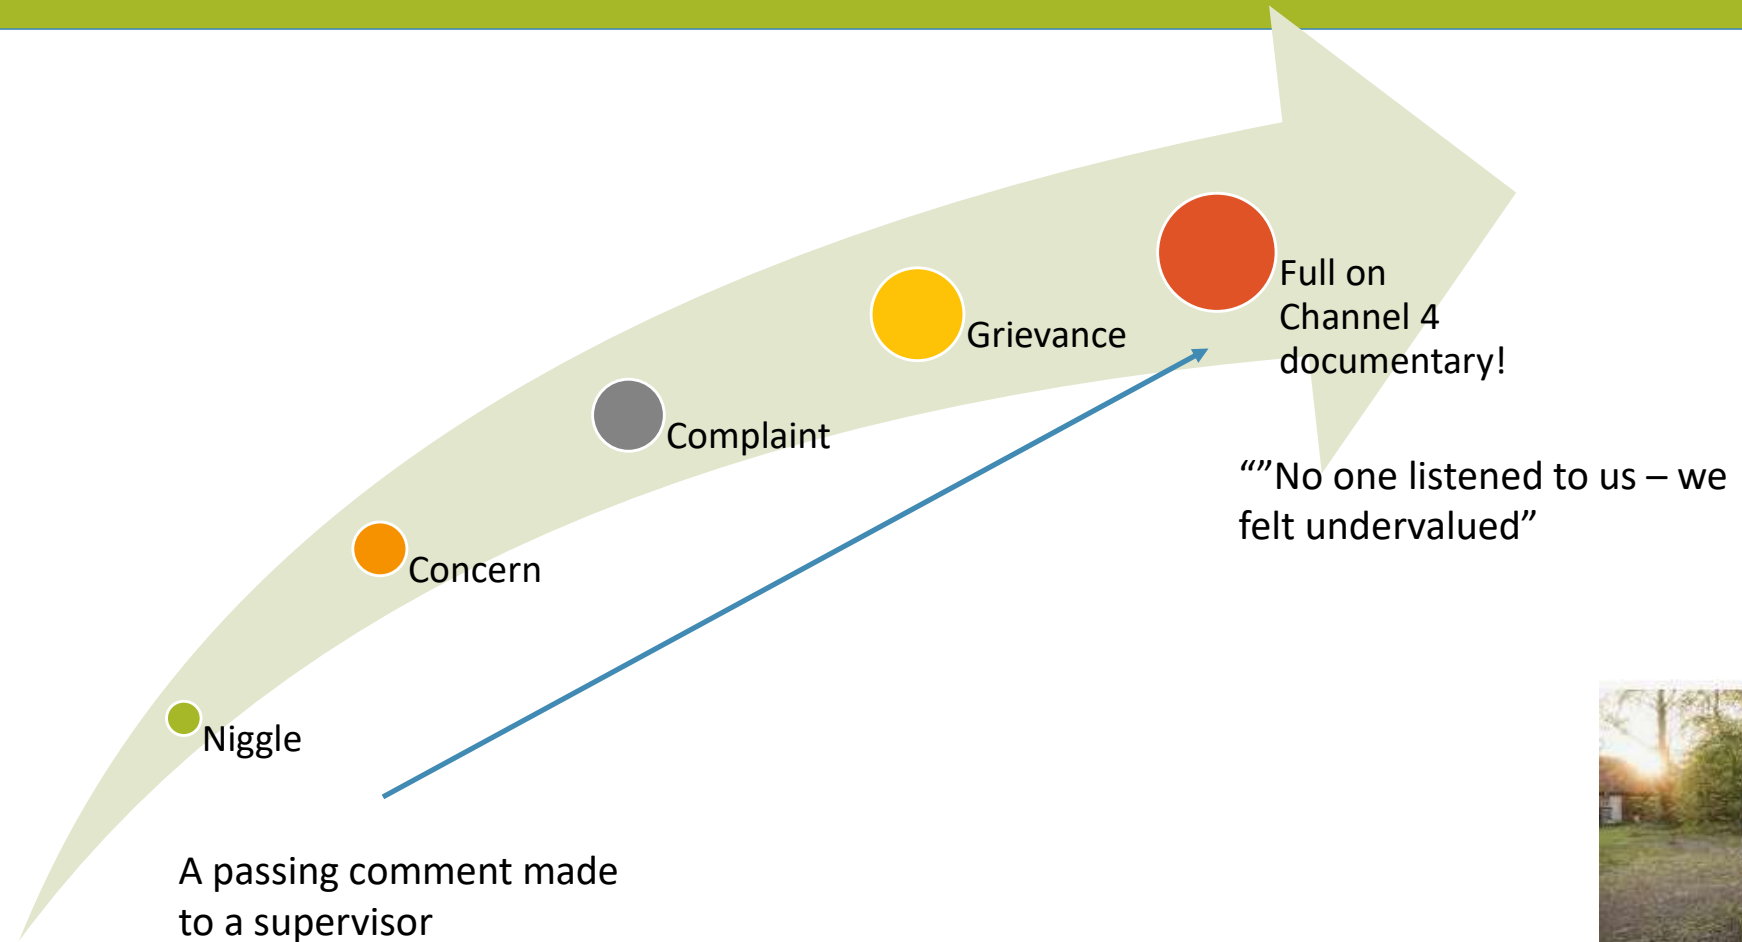 Full on
Channel 4
documentary!
Grievance
Complaint
““”No one listened to us – we
felt undervalued”
Concern
Niggle
A passing comment made
to a supervisor